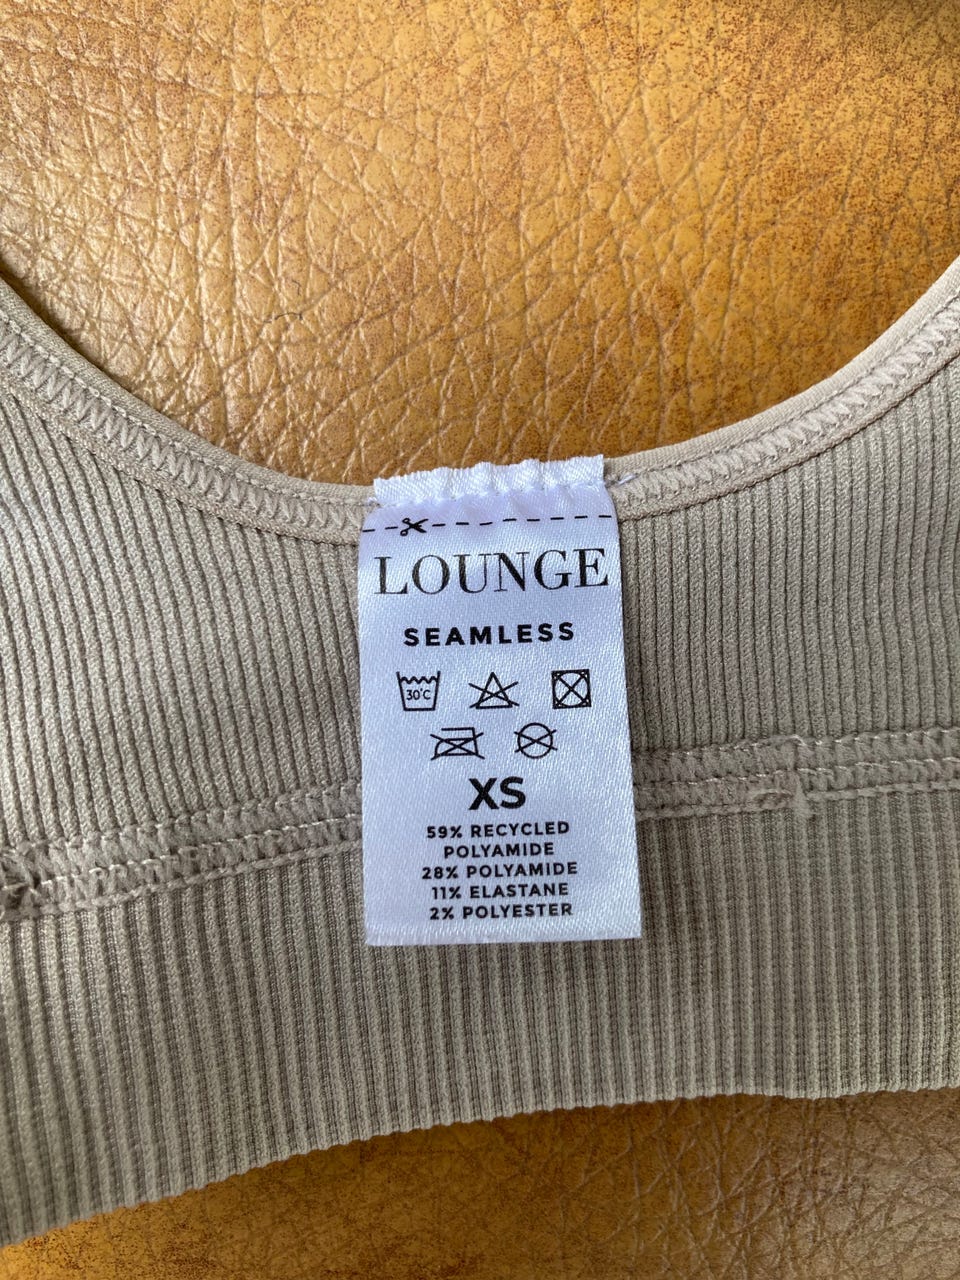 LOUNGE
SEAMLESS
30°C
XS
59% RECYCLED
POLYAMIDE
28% POLYAMIDE
11% ELASTANE
2% POLYESTER